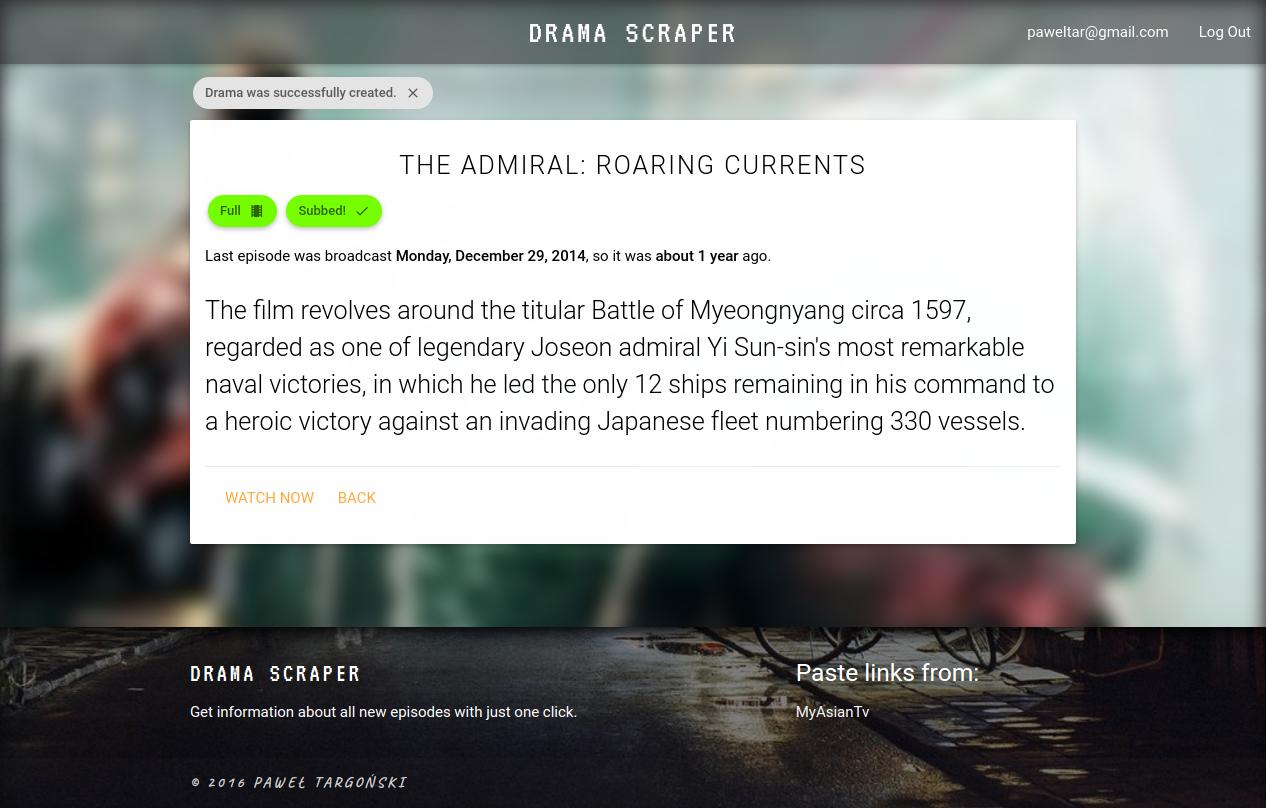 DRAMA SCRAPER
paweltar@gmail.com
Log Out
Drama was successfully created.
THE ADMIRAL: ROARING CURRENTS
Full
Subbed!
Last episode was broadcast Monday, December 29, 2014, so it was about 1 year ago.
The film revolves around the titular Battle of Myeongnyang circa 1597,
regarded as one of legendary Joseon admiral Yi Sun-sin's most remarkable
naval victories, in which he led the only 12 ships remaining in his command to
a heroic victory against an invading Japanese fleet numbering 330 vessels.
WATCH NOW
BACK
DRAMA SCRAPER
Get information about all new episodes with just one click.
Paste links from:
MyAsianTv
© 2016 PAWEŁ TARGOŃSKI